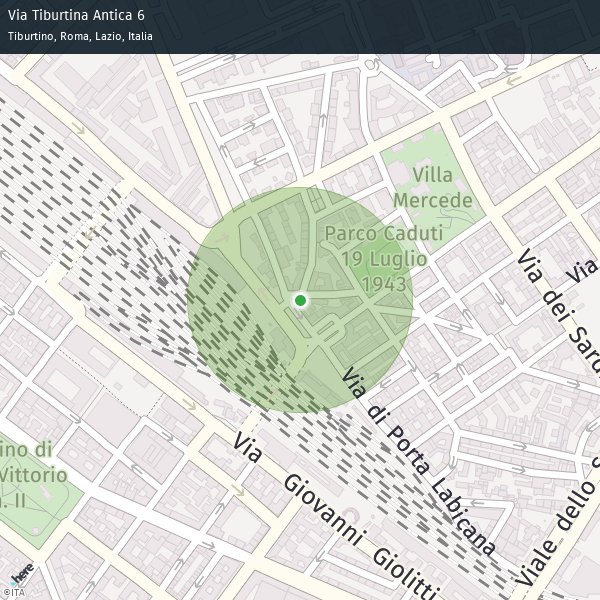 Via Tiburtina Antica 6
Tiburtino, Roma, Lazio, Italia
Villa
Mercede
Parco Caduti
19 Luglio
1943
Via dei Sard
Via
Via di Porta Labicana
Via Giovanni Giolitti
Viale dello S
ino di
Vittorio
. II
here
©ITA